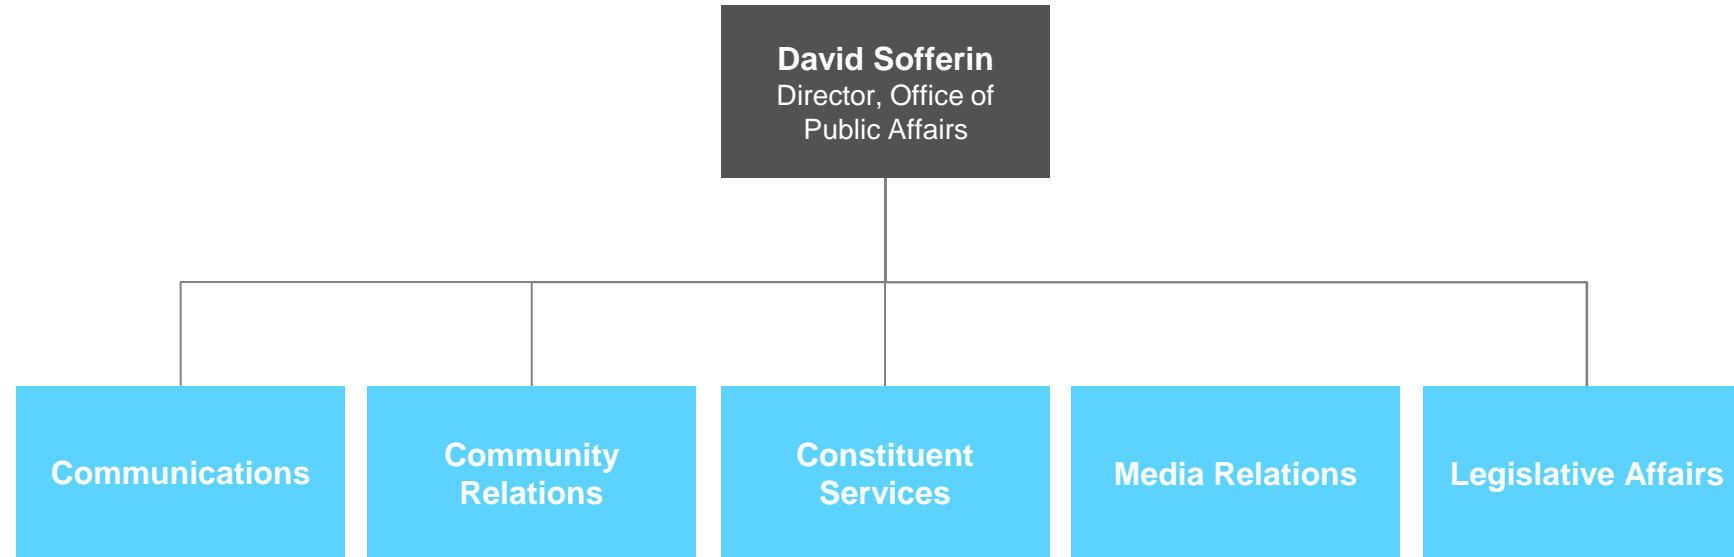 David Sofferin
Director, Office of
Public Affairs
Communications
Community
Relations
Constituent
Services
Media Relations
Legislative Affairs